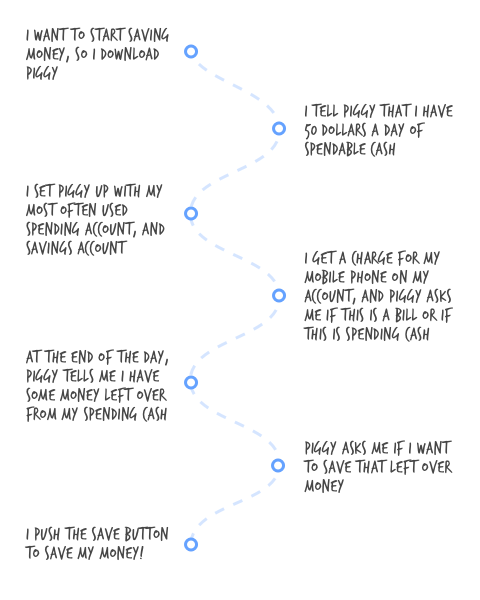 I WANT TO START SAVING
MONEY, SO I DOWNLOAD
PIGGY
I TELL PIGGY THAT I HAVE
50 DOLLARS A DAY OF
SPENDABLE CASH
I SET PIGGY UP WITH MY
MOST OFTEN USED
SPENDING ACCOUNT, AND
SAVINGS ACCOUNT
I GET A CHARGE FOR MY
MOBILE PHONE ON MY
ACCOUNT, AND PIGGY ASKS
ME IF THIS IS A BILL OR IF
THIS IS SPENDING CASH
AT THE END OF THE DAY,
PIGGY TELLS ME I HAVE
SOME MONEY LEFT OVER
FROM MY SPENDING CASH
PIGGY ASKS ME IF I WANT
TO SAVE THAT LEFT OVER
MONEY
I PUSH THE SAVE BUTTON
TO SAVE MY MONEY!